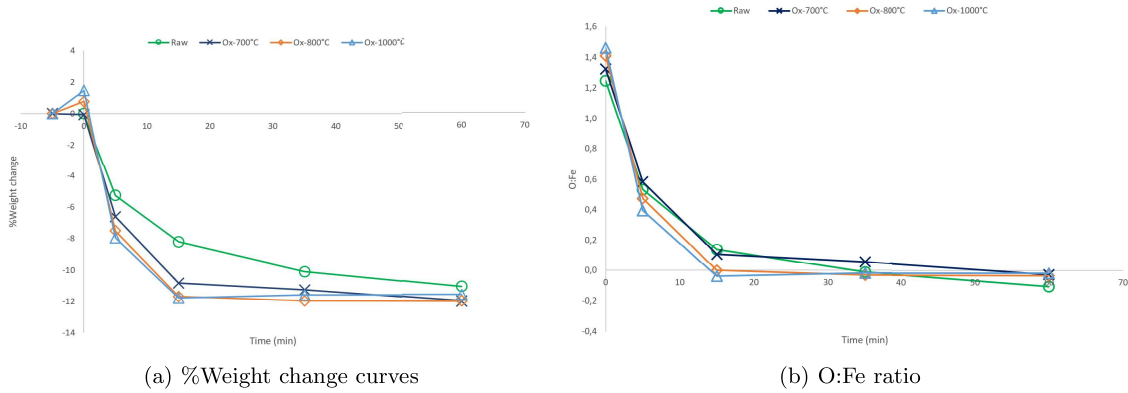 Raw Ox-700°C Ox-800°C Ox-1000°C
4
2
0
-2
-4
-6
-8
-10
-12
-14
-10 0 10 20 30 40 50 60 70
%Weight change
Time (min)
(a) %Weight change curves
Raw Ox-700°C Ox-800°C Ox-1000°C
1,6
1,4
1,2
1,0
0,8
0,6
0,4
0,2
0,0
-0,2
-0,4
0 10 20 30 40 50 60 70
O:Fe
Time (min)
(b) O:Fe ratio